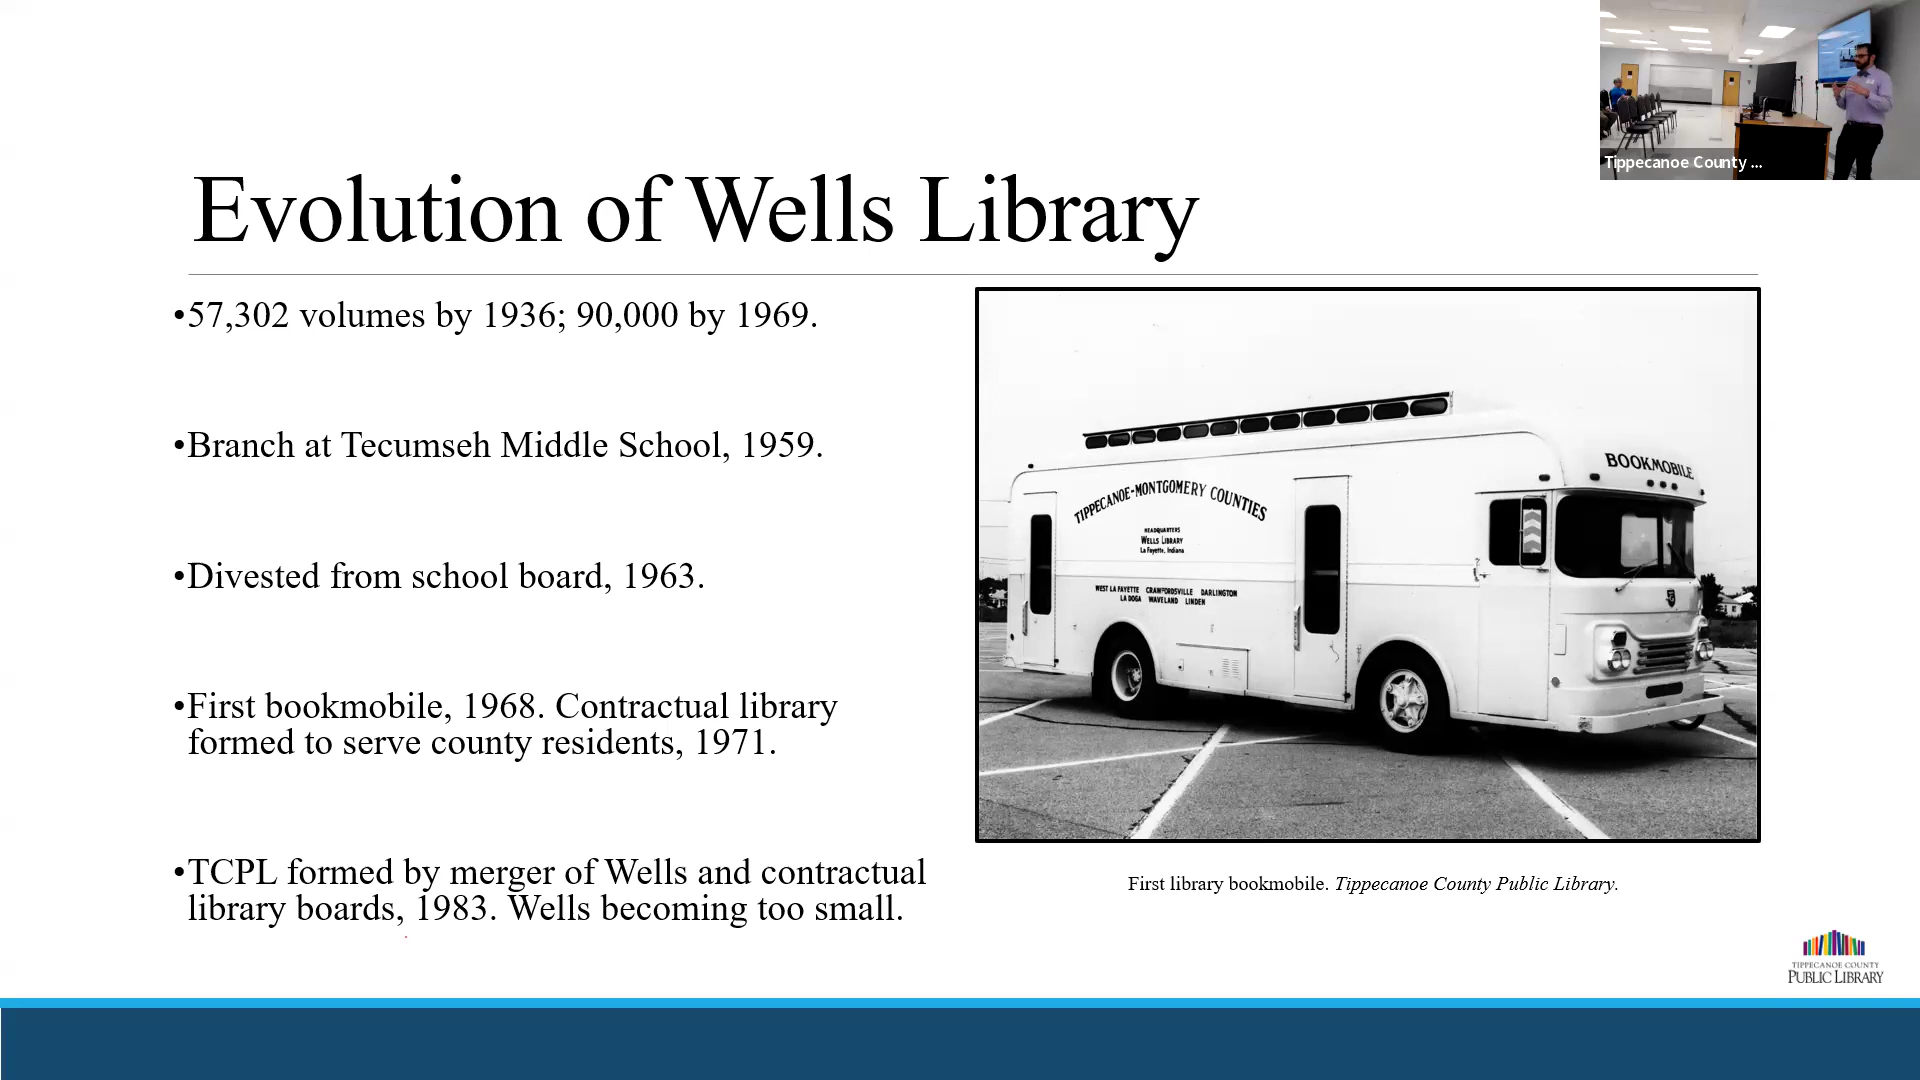 Tippecanoe County ...
Evolution of Wells Library
•57,302 volumes by 1936; 90,000 by 1969.
•Branch at Tecumseh Middle School, 1959.
•Divested from school board, 1963.
•First bookmobile, 1968. Contractual library
formed to serve county residents, 1971.
•TCPL formed by merger of Wells and contractual
library boards, 1983. Wells becoming too small.
BOOKMOBILE
TIPPECANOE-MONTGOMERY COUNTIES
HEADQUARTERS
WELLS LIBRARY
La Fayette, Indiana
WEST LA FAYETTE CRAWFORDSVILLE DARLINGTON
LA DOGA WAVELAND LINDEN
First library bookmobile. Tippecanoe County Public Library.
TIPPECANOE COUNTY
PUBLIC LIBRARY